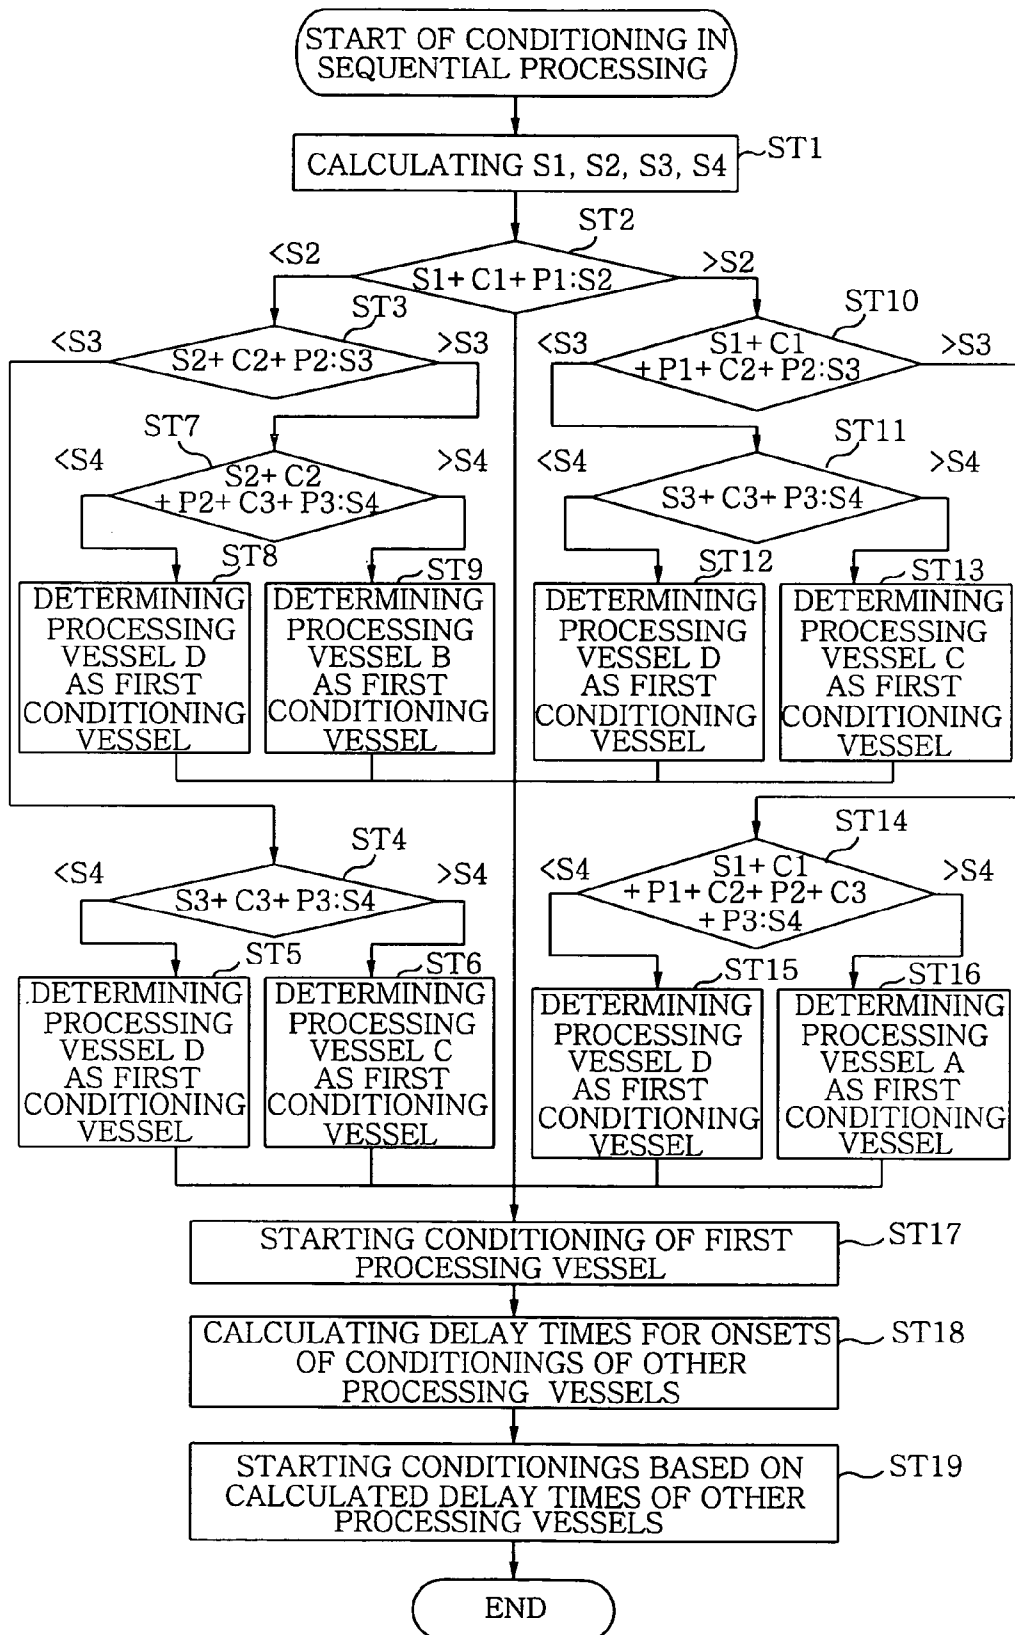 START OF CONDITIONING IN
SEQUENTIAL PROCESSING
CALCULATING S1, S2, S3, S4
ST1
ST2
<S2
S1+ C1+ P1:S2
>S2
ST3
<S3
S2+ C2+ P2:S3
>S3
ST10
<S3
S1+ C1
+ P1+ C2+ P2:S3
>S3
ST7
<S4
S2+ C2
+ P2+ C3+ P3:S4
>S4
ST11
<S4
S3+ C3+ P3:S4
>S4
ST8
DETERMINING
PROCESSING
VESSEL D
AS FIRST
CONDITIONING
VESSEL
ST9
DETERMINING
PROCESSING
VESSEL B
AS FIRST
CONDITIONING
VESSEL
ST12
DETERMINING
PROCESSING
VESSEL D
AS FIRST
CONDITIONING
VESSEL
ST13
DETERMINING
PROCESSING
VESSEL C
AS FIRST
CONDITIONING
VESSEL
ST4
<S4
S3+ C3+ P3:S4
>S4
ST14
<S4
S1+ C1
+ P1+ C2+ P2+ C3
+ P3:S4
>S4
ST5
DETERMINING
PROCESSING
VESSEL D
AS FIRST
CONDITIONING
VESSEL
ST6
DETERMINING
PROCESSING
VESSEL C
AS FIRST
CONDITIONING
VESSEL
ST15
DETERMINING
PROCESSING
VESSEL D
AS FIRST
CONDITIONING
VESSEL
ST16
DETERMINING
PROCESSING
VESSEL A
AS FIRST
CONDITIONING
VESSEL
STARTING CONDITIONING OF FIRST
PROCESSING VESSEL
ST17
CALCULATING DELAY TIMES FOR ONSETS
OF CONDITIONINGS OF OTHER
PROCESSING VESSELS
ST18
STARTING CONDITIONINGS BASED ON
CALCULATED DELAY TIMES OF OTHER
PROCESSING VESSELS
ST19
END